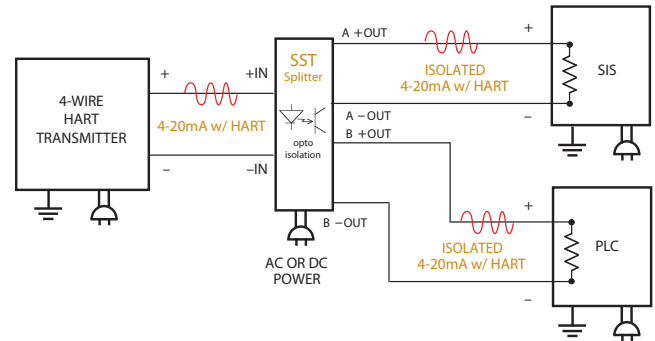 4-WIRE
HART
TRANSMITTER
+
+IN
4-20mA w/ HART
–
–IN
SST
Splitter
opto
isolation
AC OR DC
POWER
A +OUT
+
ISOLATED
4-20mA w/ HART
SIS
A –OUT
–
B +OUT
+
ISOLATED
4-20mA w/ HART
PLC
B –OUT
–